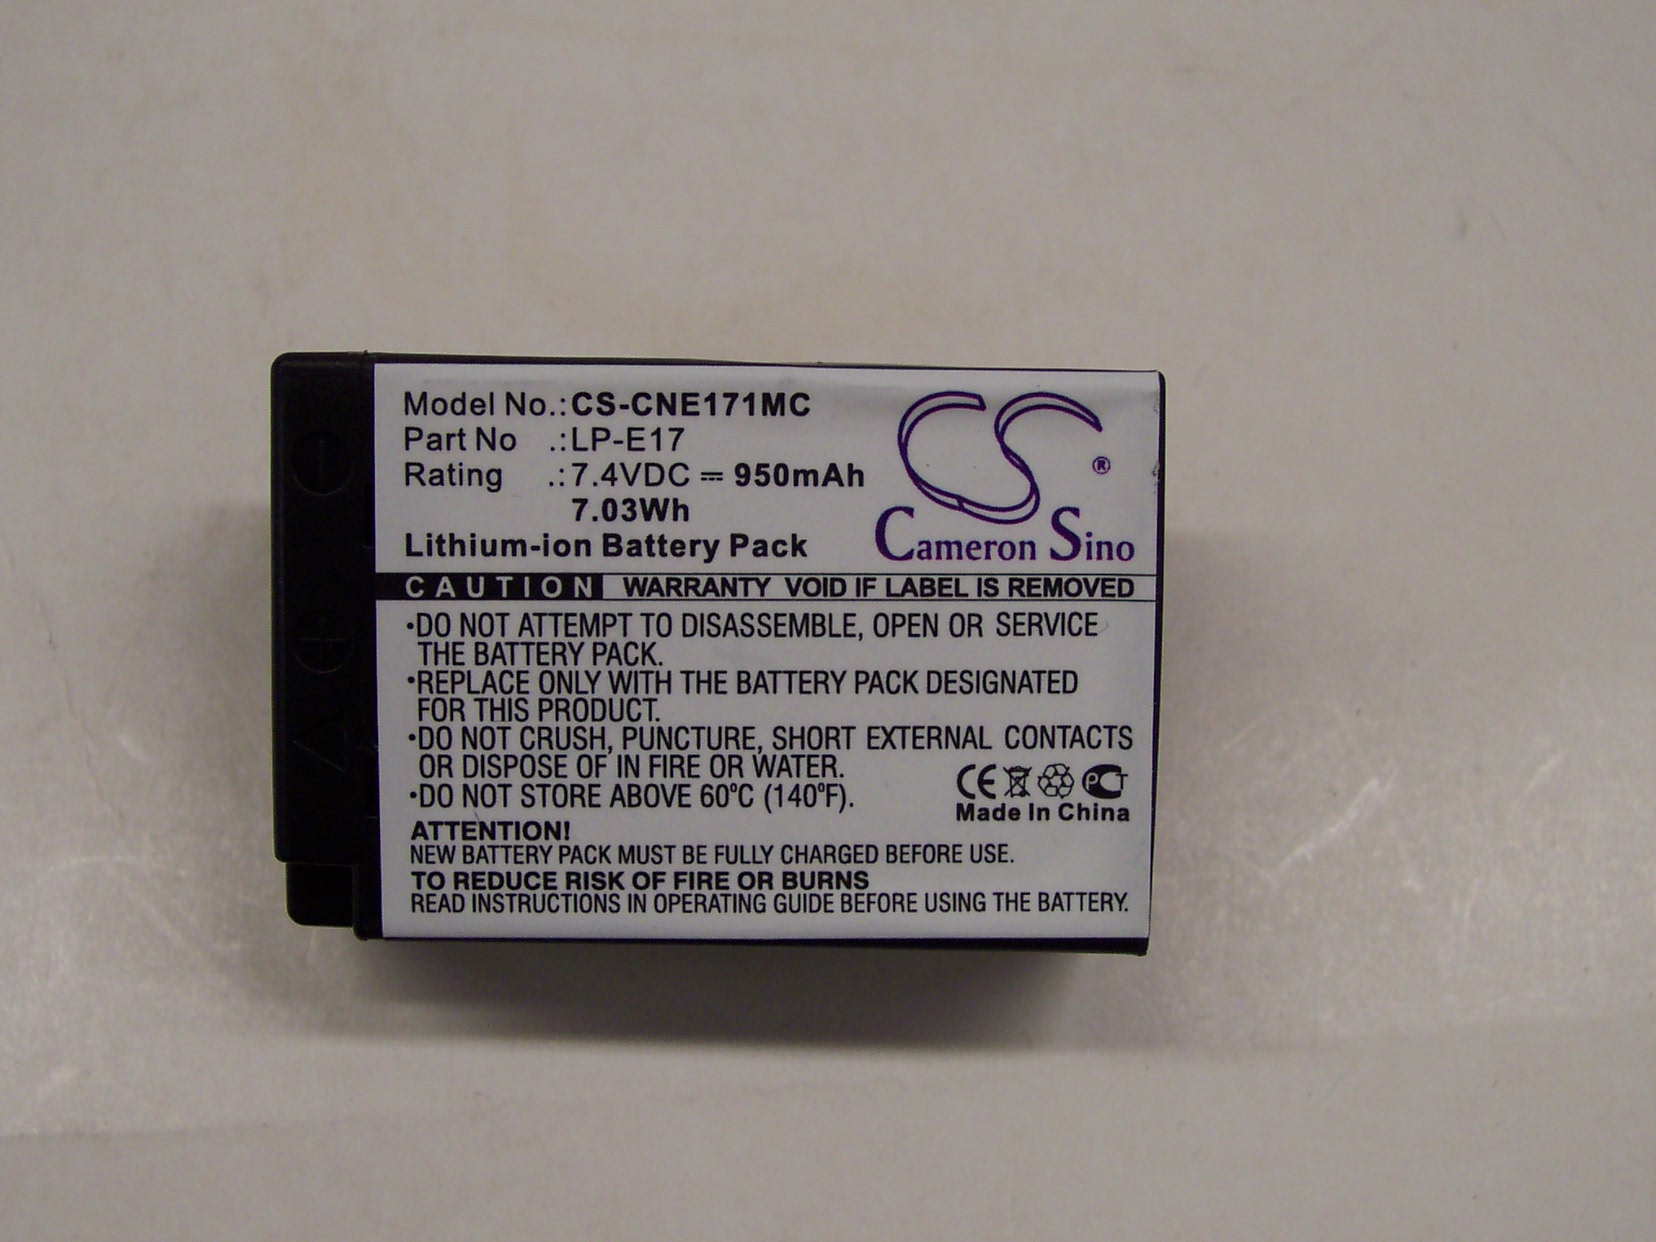 Model No.:CS-CNE171MC
Part No .:LP-E17
Rating .:7.4VDC ⎓ 950mAh
7.03Wh
Lithium-ion Battery Pack
CS ®
Cameron Sino
CAUTION WARRANTY VOID IF LABEL IS REMOVED
•DO NOT ATTEMPT TO DISASSEMBLE, OPEN OR SERVICE
THE BATTERY PACK.
•REPLACE ONLY WITH THE BATTERY PACK DESIGNATED
FOR THIS PRODUCT.
•DO NOT CRUSH, PUNCTURE, SHORT EXTERNAL CONTACTS
OR DISPOSE OF IN FIRE OR WATER.
•DO NOT STORE ABOVE 60°C (140°F).
CE PCT
Made In China
ATTENTION!
NEW BATTERY PACK MUST BE FULLY CHARGED BEFORE USE.
TO REDUCE RISK OF FIRE OR BURNS
READ INSTRUCTIONS IN OPERATING GUIDE BEFORE USING THE BATTERY.